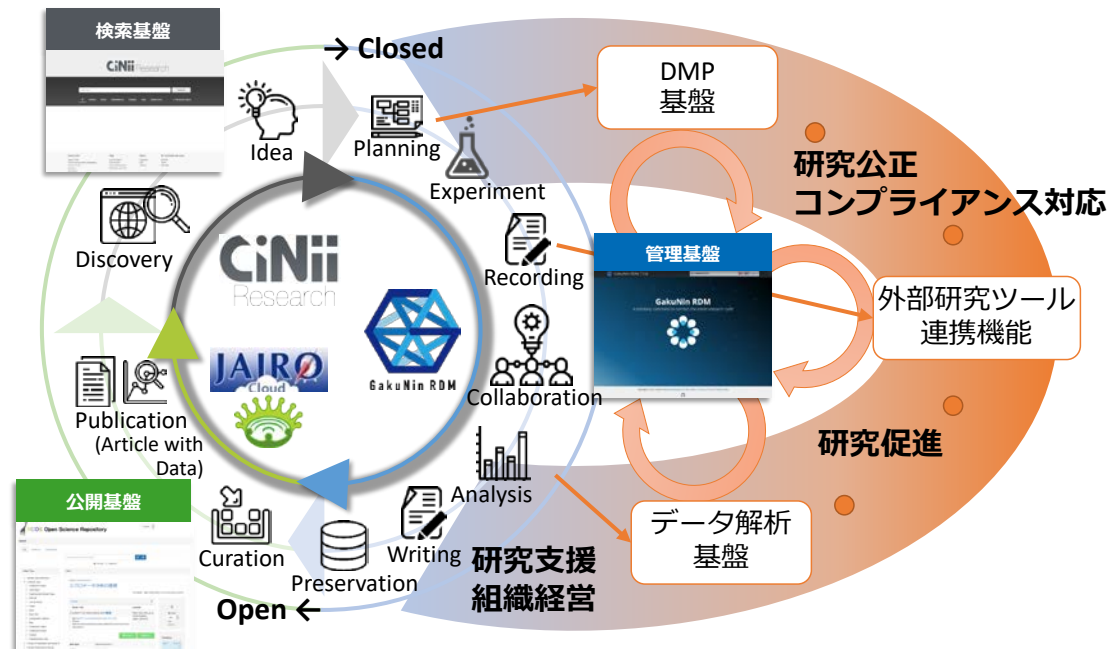 検索基盤
CiNii Research
→ Closed
Idea
Planning
Experiment
Recording
Collaboration
Analysis
Writing
Preservation
Curation
Open ←
Publication
(Article with
Data)
Discovery
CiNii
Research
GakuNin RDM
JAIRO
Cloud
公開基盤
Open Science Repository
DMP
基盤
研究公正
コンプライアンス対応
管理基盤
GakuNin RDM
外部研究ツール
連携機能
研究促進
データ解析
基盤
研究支援
組織経営